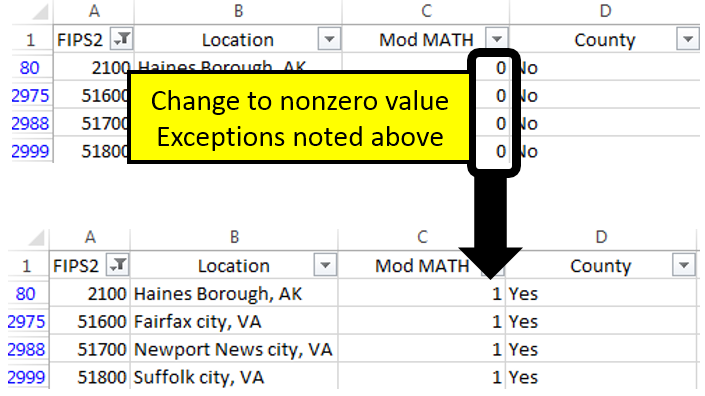 A B C D
1 FIPS2 Location Mod MATH County
80 2100 Haines Borough, AK 0 No
2975 51600 0 No
2988 51700 0 No
2999 51800 0 No
Change to nonzero value
Exceptions noted above
A B C D
1 FIPS2 Location Mod MATH County
80 2100 Haines Borough, AK 1 Yes
2975 51600 Fairfax city, VA 1 Yes
2988 51700 Newport News city, VA 1 Yes
2999 51800 Suffolk city, VA 1 Yes